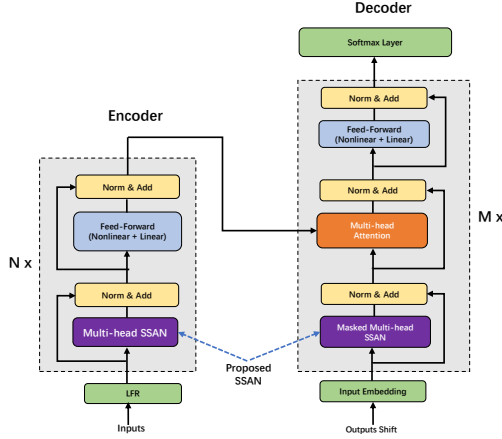 Decoder
Softmax Layer
Norm & Add
Feed-Forward
(Nonlinear + Linear)
Norm & Add
Multi-head
Attention
Norm & Add
Masked Multi-head
SSAN
Input Embedding
Outputs Shift
M x
Encoder
Norm & Add
Feed-Forward
(Nonlinear + Linear)
Norm & Add
Multi-head SSAN
LFR
Inputs
N x
Proposed
SSAN